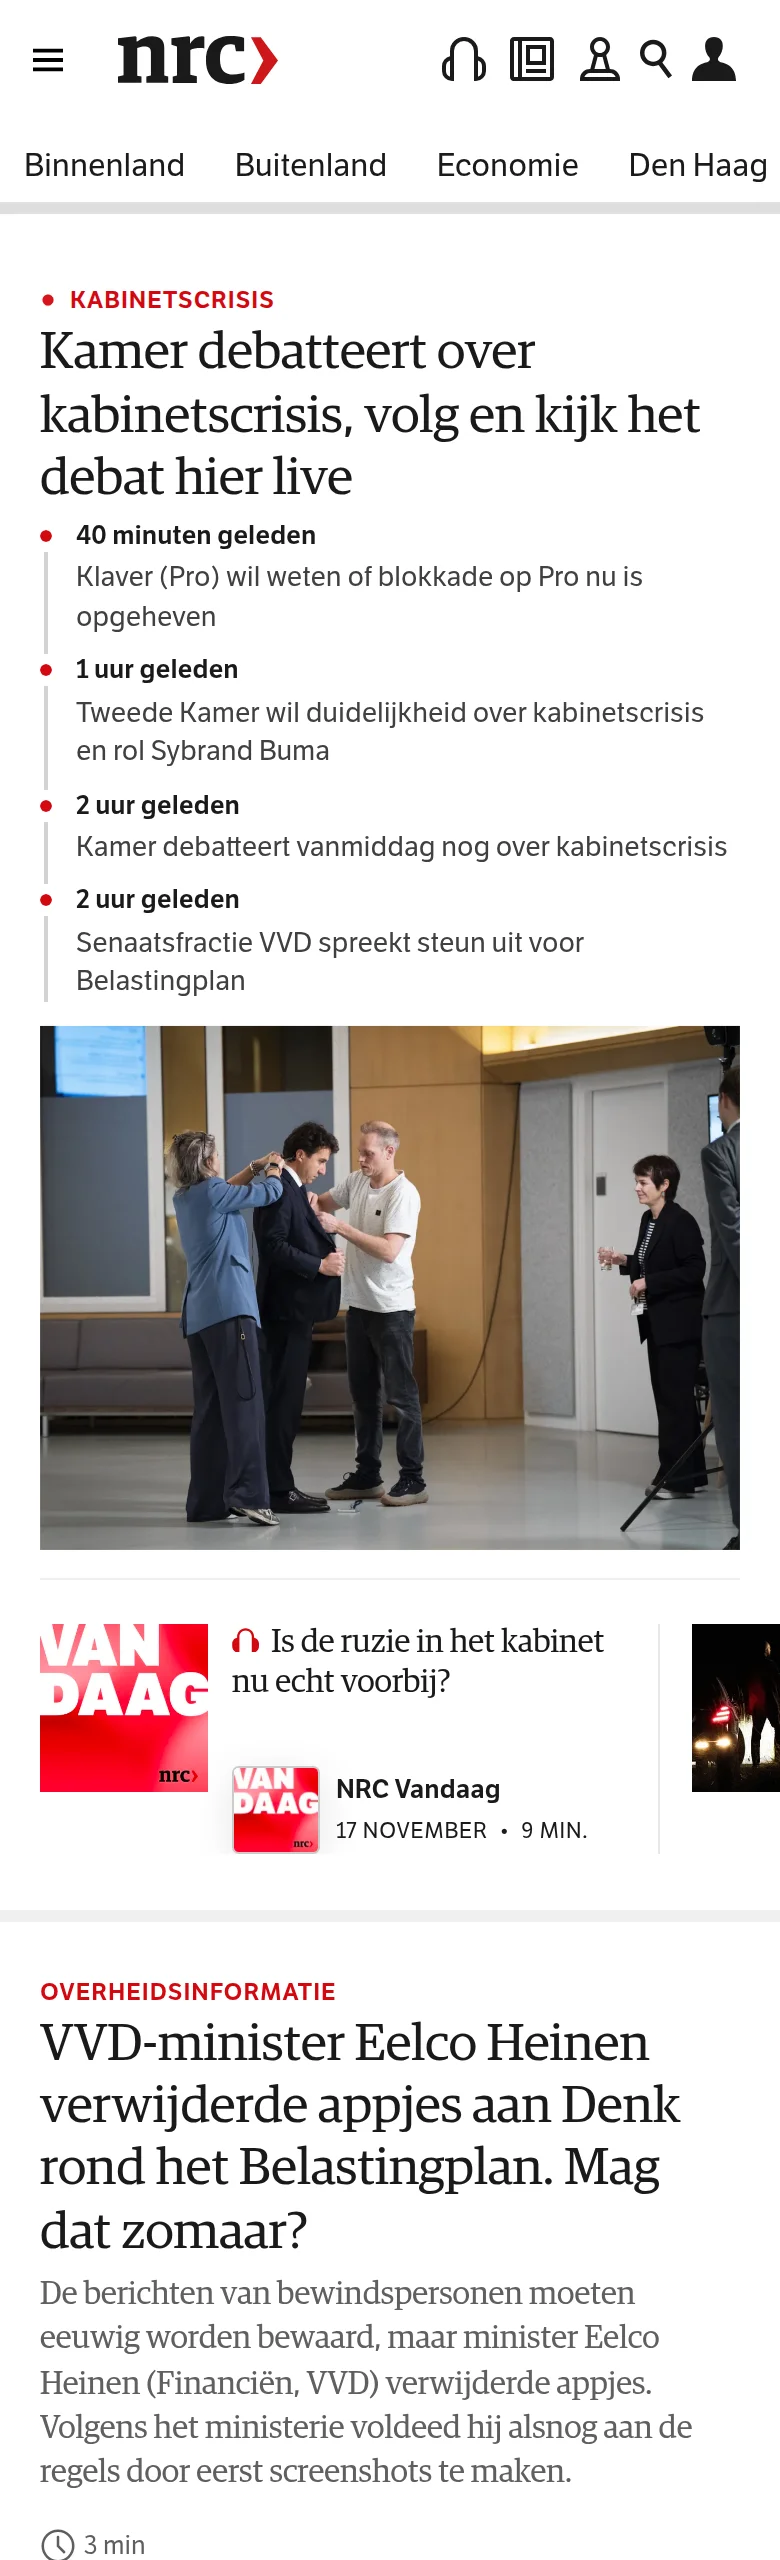 nrc
Binnenland Buitenland Economie Den Haag
KABINETSCRISIS
Kamer debatteert over
kabinetscrisis, volg en kijk het
debat hier live
40 minuten geleden
Klaver (Pro) wil weten of blokkade op Pro nu is
opgeheven
1 uur geleden
Tweede Kamer wil duidelijkheid over kabinetscrisis
en rol Sybrand Buma
2 uur geleden
Kamer debatteert vanmiddag nog over kabinetscrisis
2 uur geleden
Senaatsfractie VVD spreekt steun uit voor
Belastingplan
VAN
DAAG
nrc
Is de ruzie in het kabinet
nu echt voorbij?
VAN
DAAG
nrc
NRC Vandaag
17 NOVEMBER • 9 MIN.
OVERHEIDSINFORMATIE
VVD-minister Eelco Heinen
verwijderde appjes aan Denk
rond het Belastingplan. Mag
dat zomaar?
De berichten van bewindspersonen moeten
eeuwig worden bewaard, maar minister Eelco
Heinen (Financiën, VVD) verwijderde appjes.
Volgens het ministerie voldeed hij alsnog aan de
regels door eerst screenshots te maken.
3 min